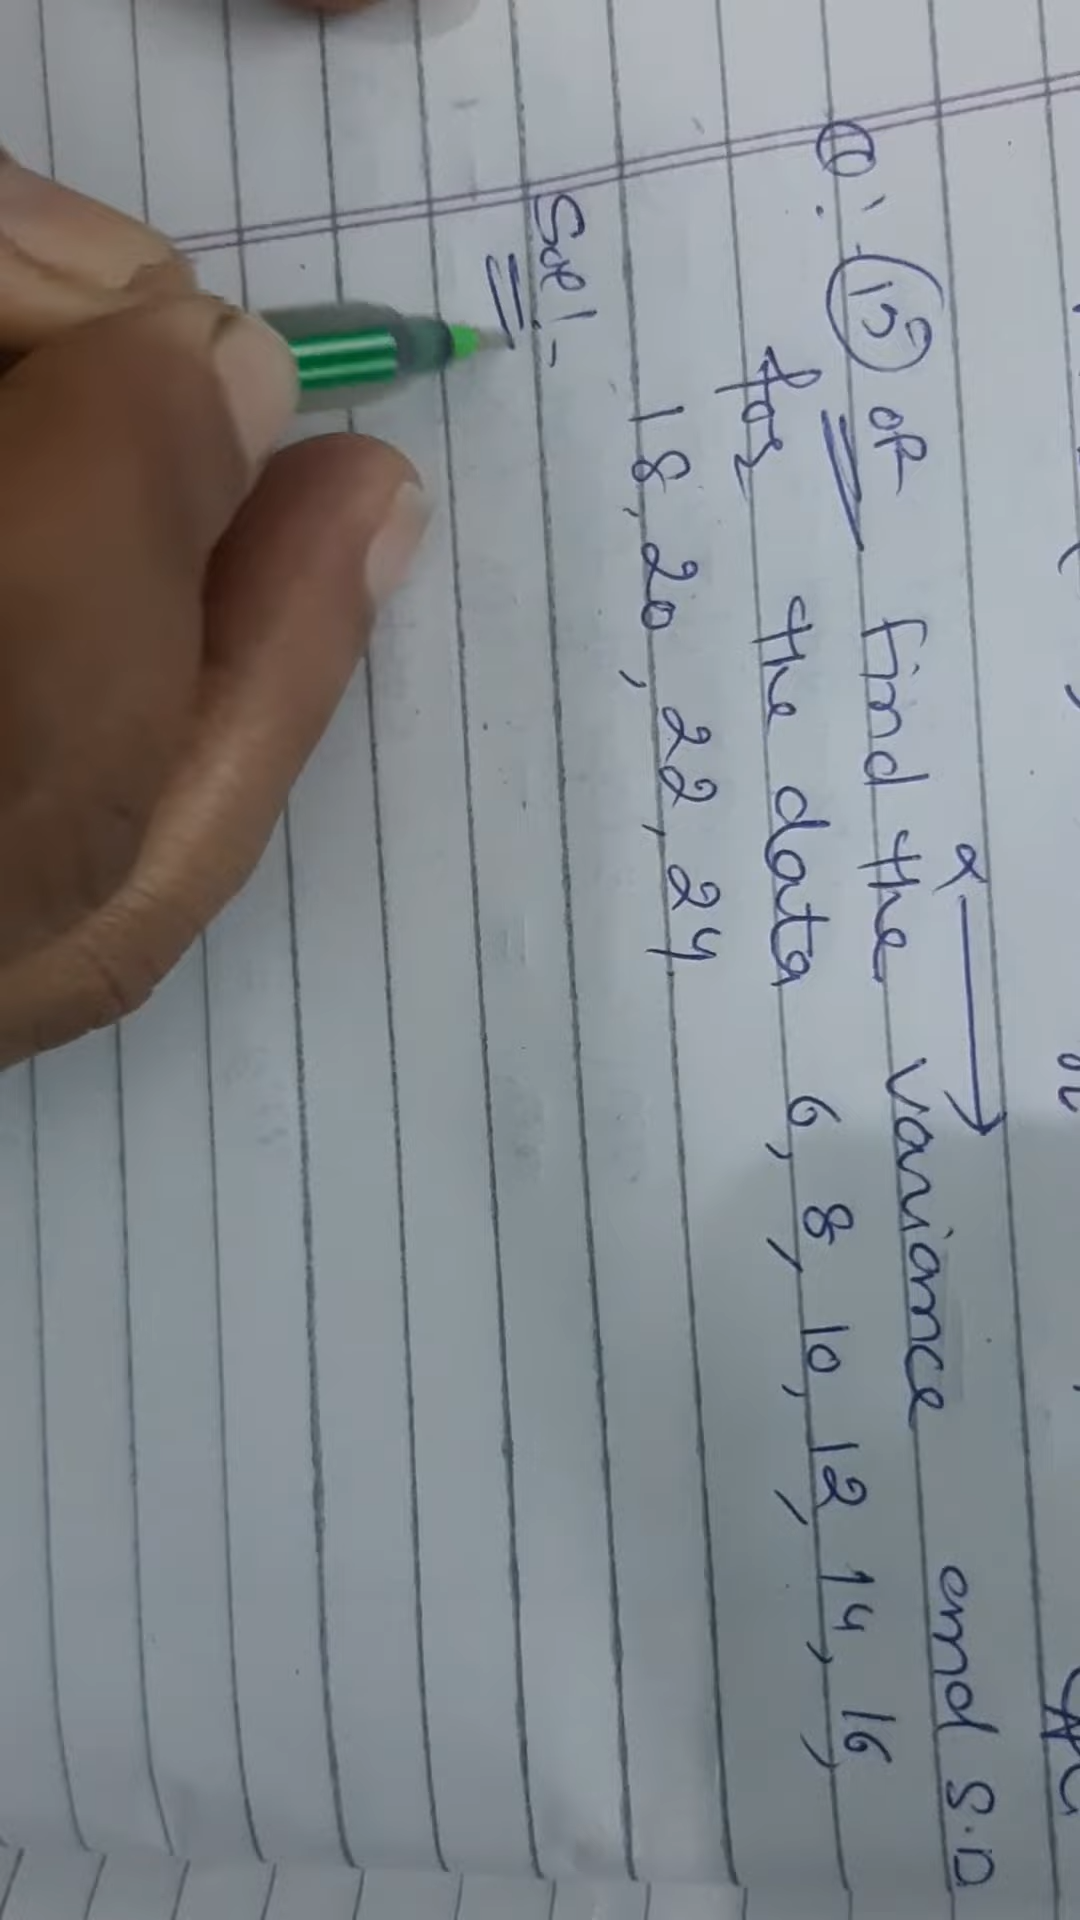 Q. 15 OR find the variance and S.D
for the data 6, 8, 10, 12, 14, 16,
18, 20, 22, 24
Sol!-